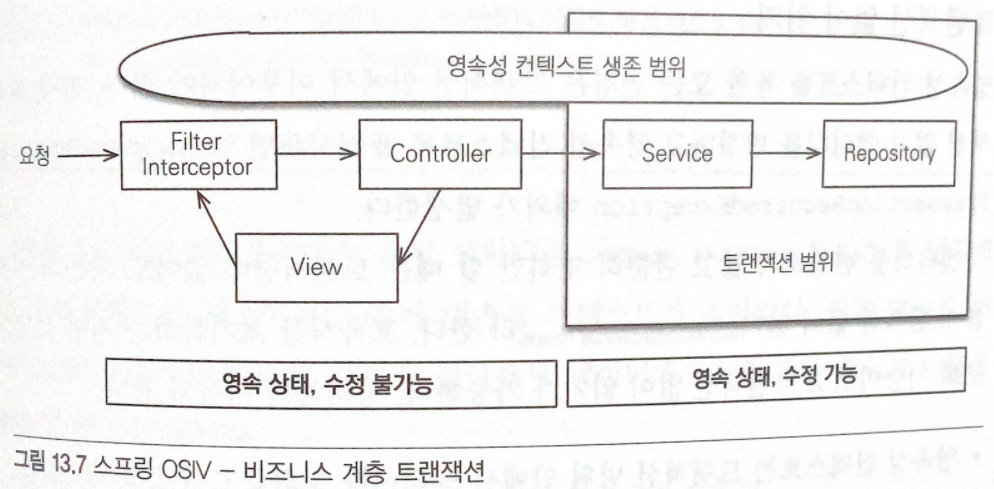 영속성 컨텍스트 생존 범위
요청
Filter
Interceptor
Controller
Service
Repository
View
트랜잭션 범위
영속 상태, 수정 불가능
영속 상태, 수정 가능
그림 13.7 스프링 OSIV – 비즈니스 계층 트랜잭션